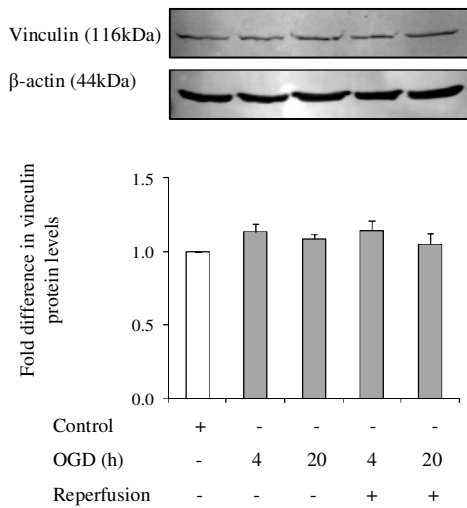 Vinculin (116kDa)
β-actin (44kDa)
Fold difference in vinculin
protein levels
1.5
1.0
0.5
0.0
Control + - - - -
OGD (h) - 4 20 4 20
Reperfusion - - - + +